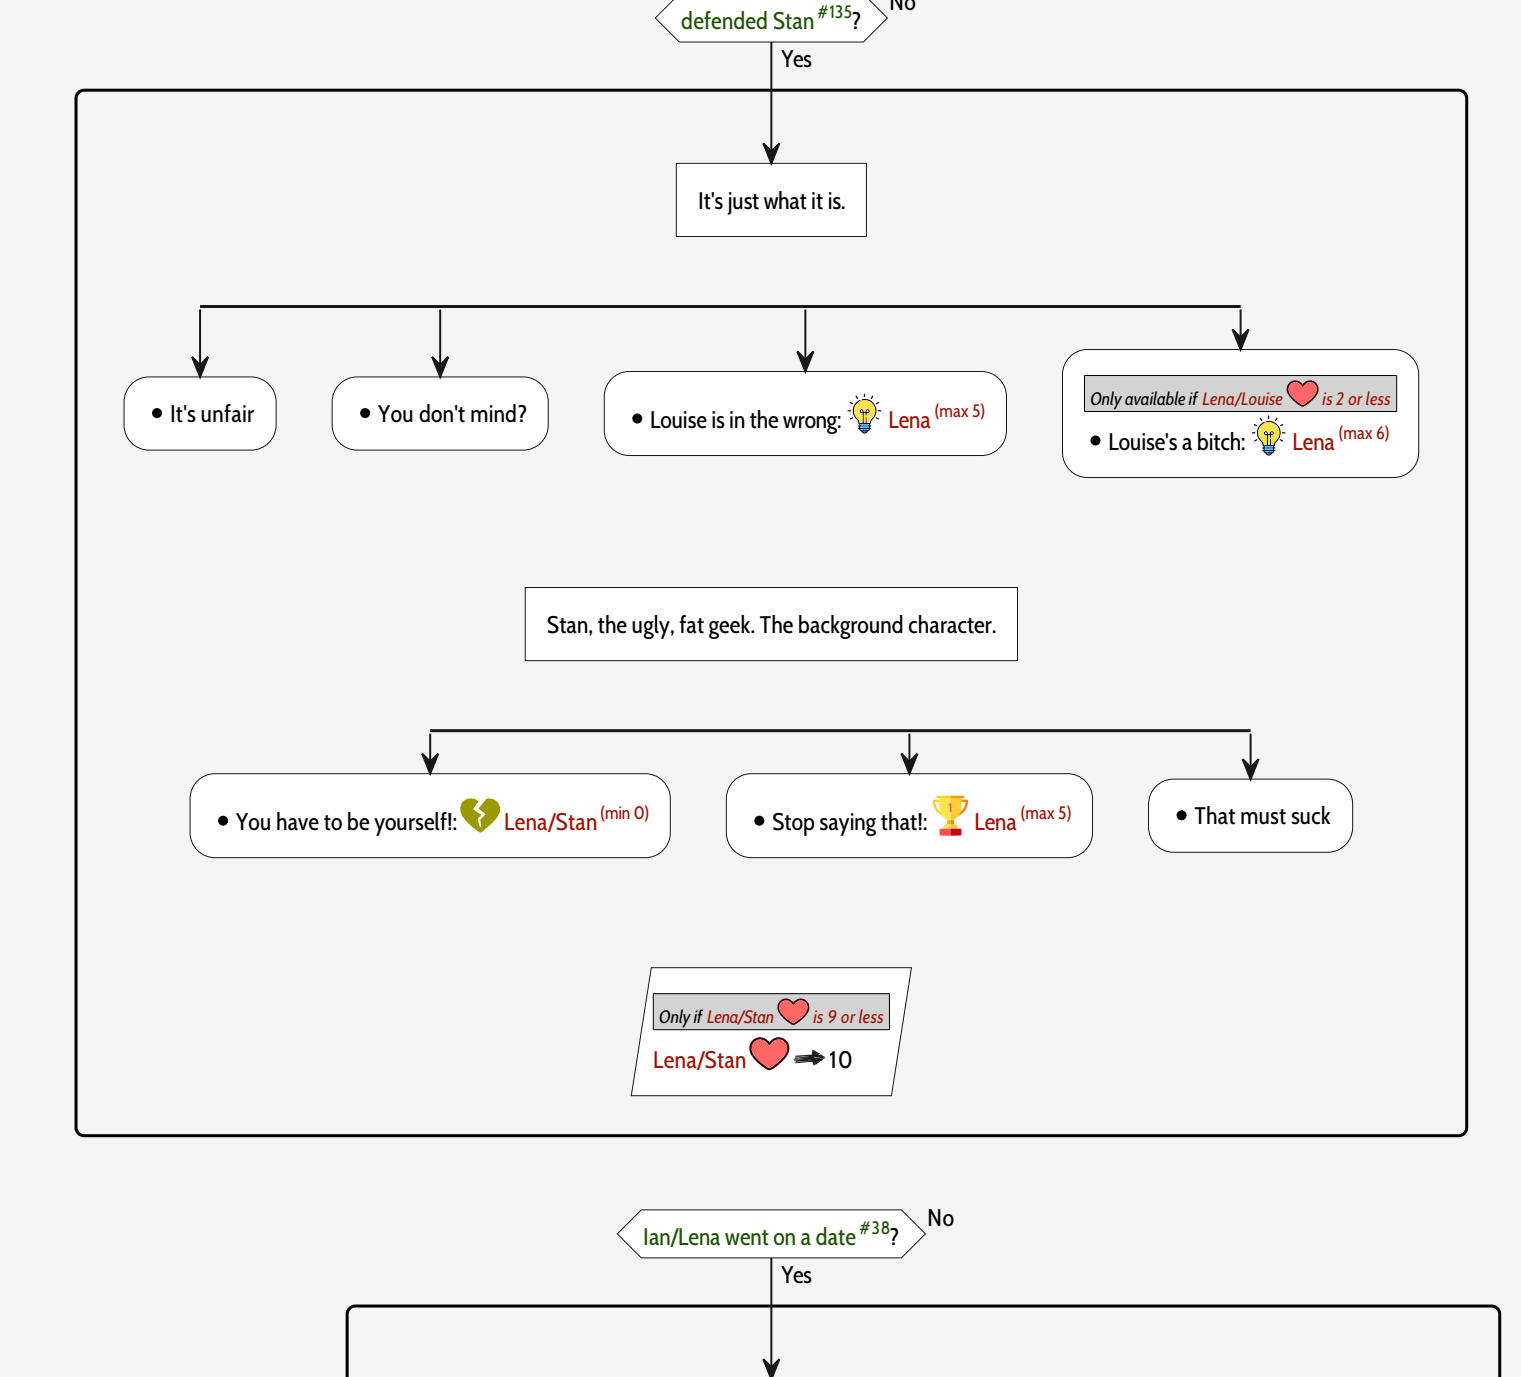 No
defended Stan #135?
Yes
It's just what it is.
• It's unfair
• You don't mind?
• Louise is in the wrong: Lena (max 5)
Only available if Lena/Louise is 2 or less
• Louise's a bitch: Lena (max 6)
Stan, the ugly, fat geek. The background character.
• You have to be yourself!: Lena/Stan (min 0)
• Stop saying that!: 1 Lena (max 5)
• That must suck
Only if Lena/Stan is 9 or less
Lena/Stan 10
Ian/Lena went on a date #38?
No
Yes